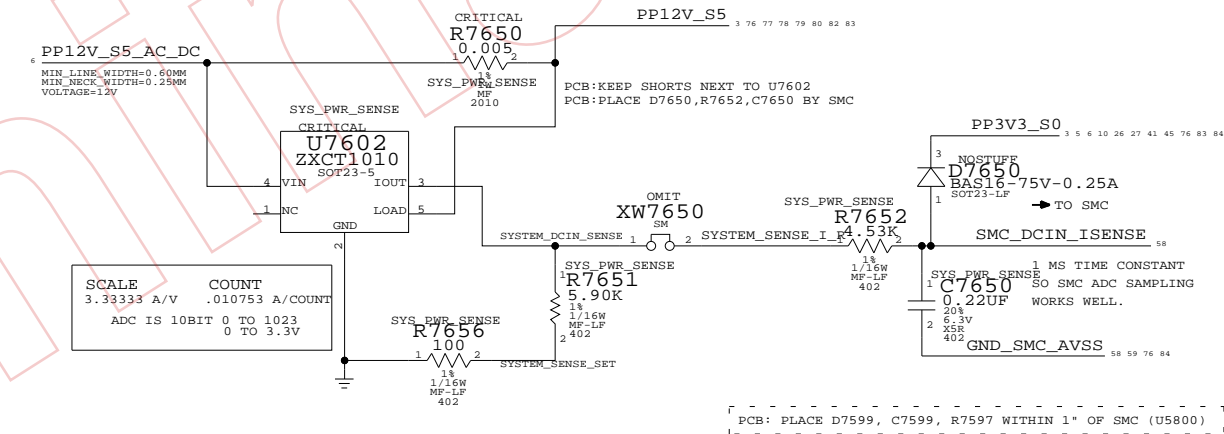 CRITICAL
R7650
0.005
1 2
1%
1W
MF
2010
SYS_PWR_SENSE
PP12V_S5
3 76 77 78 79 80 82 83
6 PP12V_S5_AC_DC
MIN_LINE_WIDTH=0.60MM
MIN_NECK_WIDTH=0.25MM
VOLTAGE=12V
PCB:KEEP SHORTS NEXT TO U7602
PCB:PLACE D7650,R7652,C7650 BY SMC
SYS_PWR_SENSE
CRITICAL
U7602
ZXCT1010
SOT23-5
4 VIN IOUT 3
1 NC LOAD 5
GND
2
PP3V3_S0
3 5 6 10 26 27 41 45 76 83 84
3
NOSTUFF
D7650
BAS16-75V-0.25A
SOT23-LF
1
TO SMC
OMIT
XW7650
SM
1 2
SYSTEM_DCIN_SENSE
SYSTEM_SENSE_I_R
SYS_PWR_SENSE
R7652
4.53K
1 2
1%
1/16W
MF-LF
402
SMC_DCIN_ISENSE
58
1 MS TIME CONSTANT
SO SMC ADC SAMPLING
WORKS WELL.
SYS_PWR_SENSE
C7650
1
0.22UF
20%
6.3V
2
X5R
402
GND_SMC_AVSS
58 59 76 84
SYS_PWR_SENSE
R7651
1
5.90K
1%
1/16W
MF-LF
2
402
SYSTEM_SENSE_SET
SYS_PWR_SENSE
R7656
100
1 2
1%
1/16W
MF-LF
402
SCALE COUNT
3.33333 A/V .010753 A/COUNT
ADC IS 10BIT 0 TO 1023
0 TO 3.3V
PCB: PLACE D7599, C7599, R7597 WITHIN 1" OF SMC (U5800)